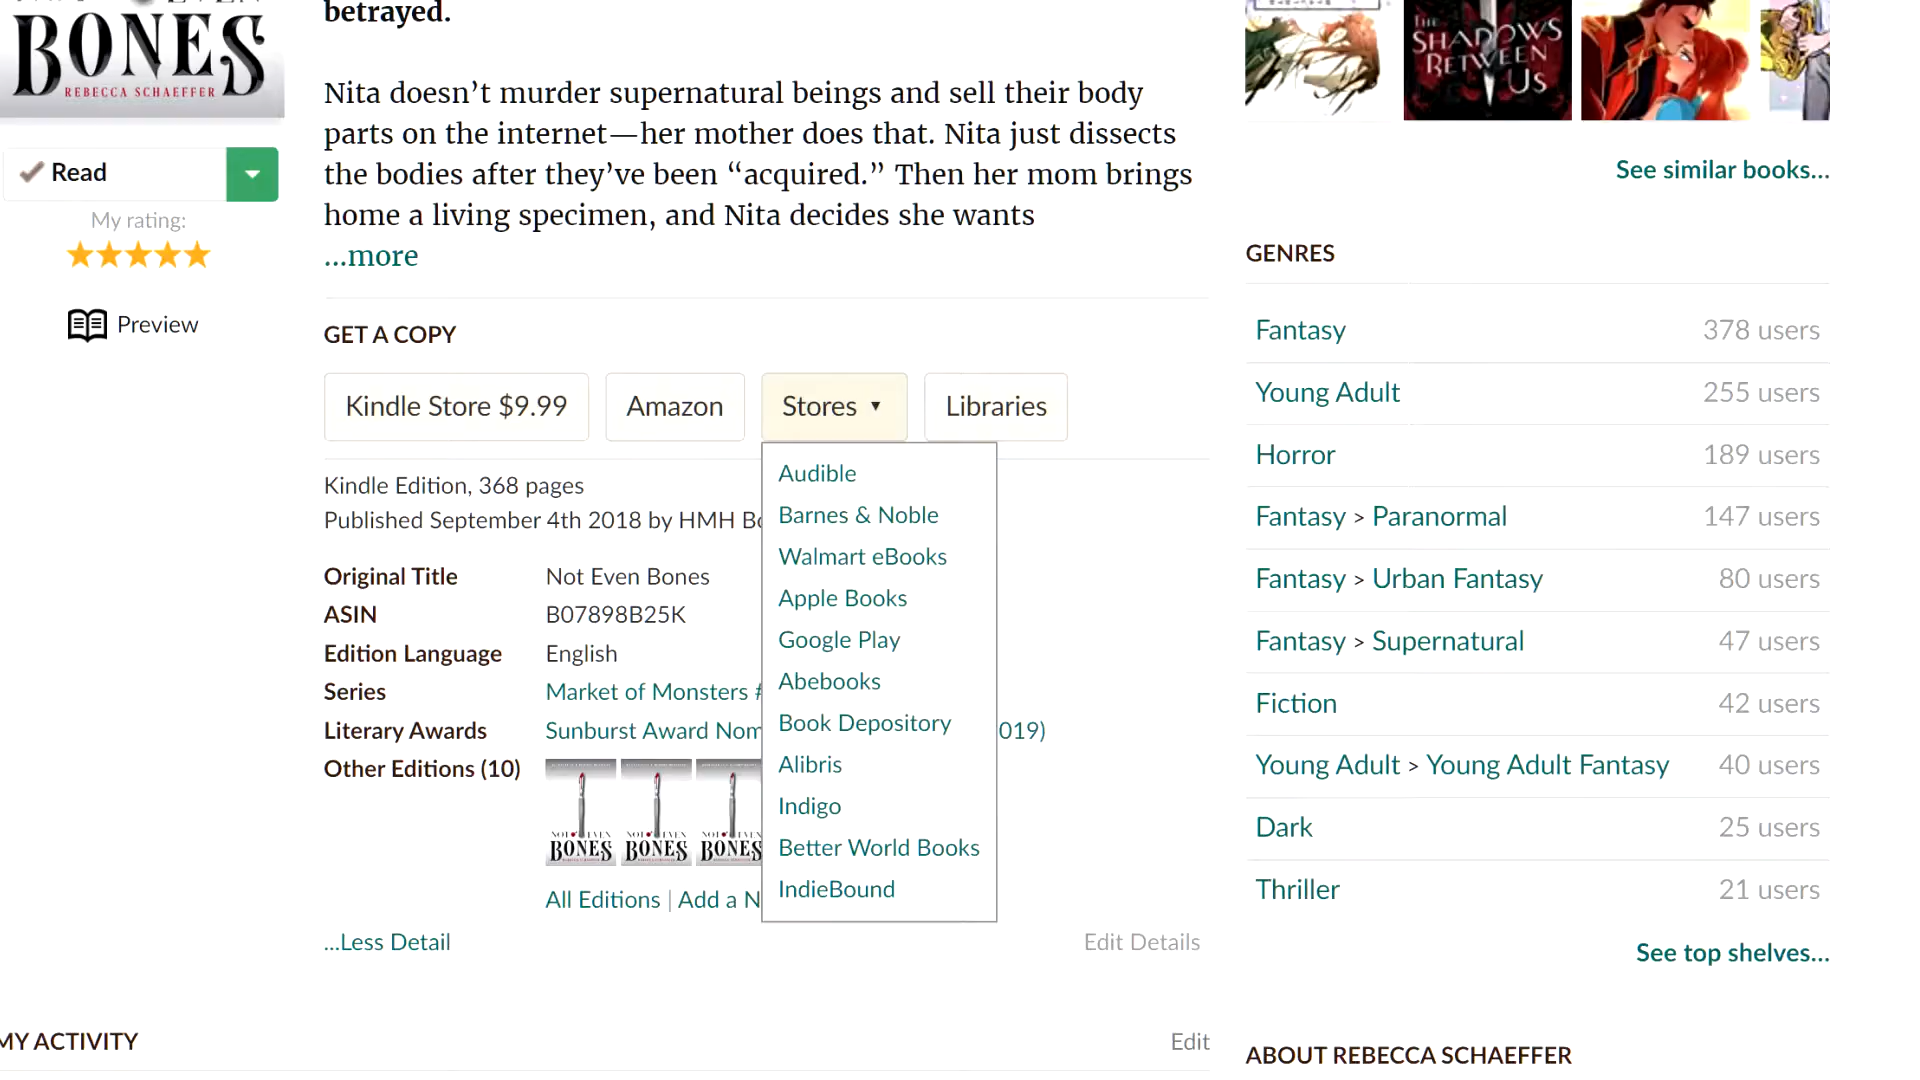 BONES
REBECCA SCHAEFFER
Read
My rating:
Preview
betrayed.
Nita doesn’t murder supernatural beings and sell their body
parts on the internet—her mother does that. Nita just dissects
the bodies after they’ve been “acquired.” Then her mom brings
home a living specimen, and Nita decides she wants
...more
GET A COPY
Kindle Store $9.99
Amazon
Stores ▼
Libraries
Audible
Barnes & Noble
Walmart eBooks
Apple Books
Google Play
Abebooks
Book Depository
Alibris
Indigo
Better World Books
IndieBound
Kindle Edition, 368 pages
Published September 4th 2018 by HMH
Original Title Not Even Bones
ASIN B07898B25K
Edition Language English
Series Market of Monsters #
Literary Awards Sunburst Award Nom 019)
Other Editions (10)
NOT EVEN
BONES
NOT EVEN
BONES
NOT EVEN
BONES
All Editions | Add a N
...Less Detail
Edit Details
MY ACTIVITY
Edit
THE
SHADOWS
BETWEEN
US
See similar books…
GENRES
Fantasy 378 users
Young Adult 255 users
Horror 189 users
Fantasy > Paranormal 147 users
Fantasy > Urban Fantasy 80 users
Fantasy > Supernatural 47 users
Fiction 42 users
Young Adult > Young Adult Fantasy 40 users
Dark 25 users
Thriller 21 users
See top shelves…
ABOUT REBECCA SCHAEFFER